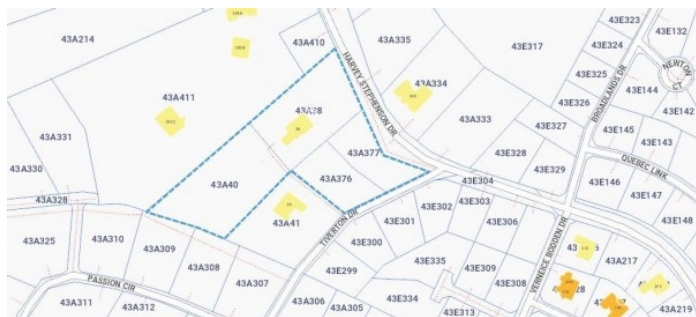 43A214
43A410
43A335
43E317
43E323
43E132
43E324
NEWTON CT
43A334
43E325
43E144
43A411
43E326
43E142
HARVEY STEPHENSON DR
BROADLANDS DR
43A331
43A333
43E327
43E145
43E143
43A377
43E328
43A330
QUEBEC LINK
43E329
43A40
43A376
43E304
43E146
43A328
43E147
43A41
43E302
43E303
43E148
43E301
43E306
TIVERTON DR
43A325
43A310
43E300
43A309
VERNEICE BODDEN DR
43A308
43E335
43E309
43A217
43E299
43A307
43E308
PASSION CIR
43A311
43A312
43A306
43A305
43E334
43E313
43A219